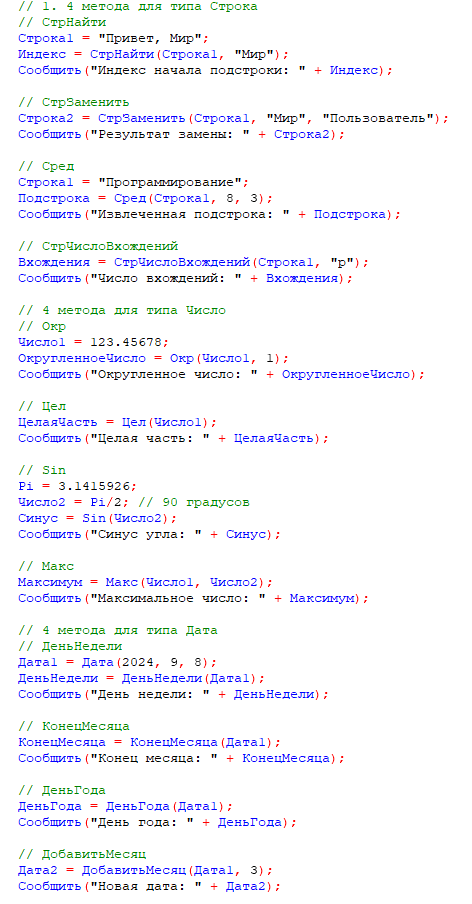 // 1. 4 метода для типа Строка
// СтрНайти
Строка1 = "Привет, Мир";
Индекс = СтрНайти(Строка1, "Мир");
Сообщить("Индекс начала подстроки: " + Индекс);

// СтрЗаменить
Строка2 = СтрЗаменить(Строка1, "Мир", "Пользователь");
Сообщить("Результат замены: " + Строка2);

// Сред
Строка1 = "Программирование";
Подстрока = Сред(Строка1, 8, 3);
Сообщить("Извлеченная подстрока: " + Подстрока);

// СтрЧислоВхождений
Вхождения = СтрЧислоВхождений(Строка1, "р");
Сообщить("Число вхождений: " + Вхождения);

// 4 метода для типа Число
// Окр
Число1 = 123.45678;
ОкругленноеЧисло = Окр(Число1, 1);
Сообщить("Округленное число: " + ОкругленноеЧисло);

// Цел
ЦелаяЧасть = Цел(Число1);
Сообщить("Целая часть: " + ЦелаяЧасть);

// Sin
Pi = 3.1415926;
Число2 = Pi/2; // 90 градусов
Синус = Sin(Число2);
Сообщить("Синус угла: " + Синус);

// Макс
Максимум = Макс(Число1, Число2);
Сообщить("Максимальное число: " + Максимум);

// 4 метода для типа Дата
// ДеньНедели
Дата1 = Дата(2024, 9, 8);
ДеньНедели = ДеньНедели(Дата1);
Сообщить("День недели: " + ДеньНедели);

// КонецМесяца
КонецМесяца = КонецМесяца(Дата1);
Сообщить("Конец месяца: " + КонецМесяца);

// ДеньГода
ДеньГода = ДеньГода(Дата1);
Сообщить("День года: " + ДеньГода);

// ДобавитьМесяц
Дата2 = ДобавитьМесяц(Дата1, 3);
Сообщить("Новая дата: " + Дата2);